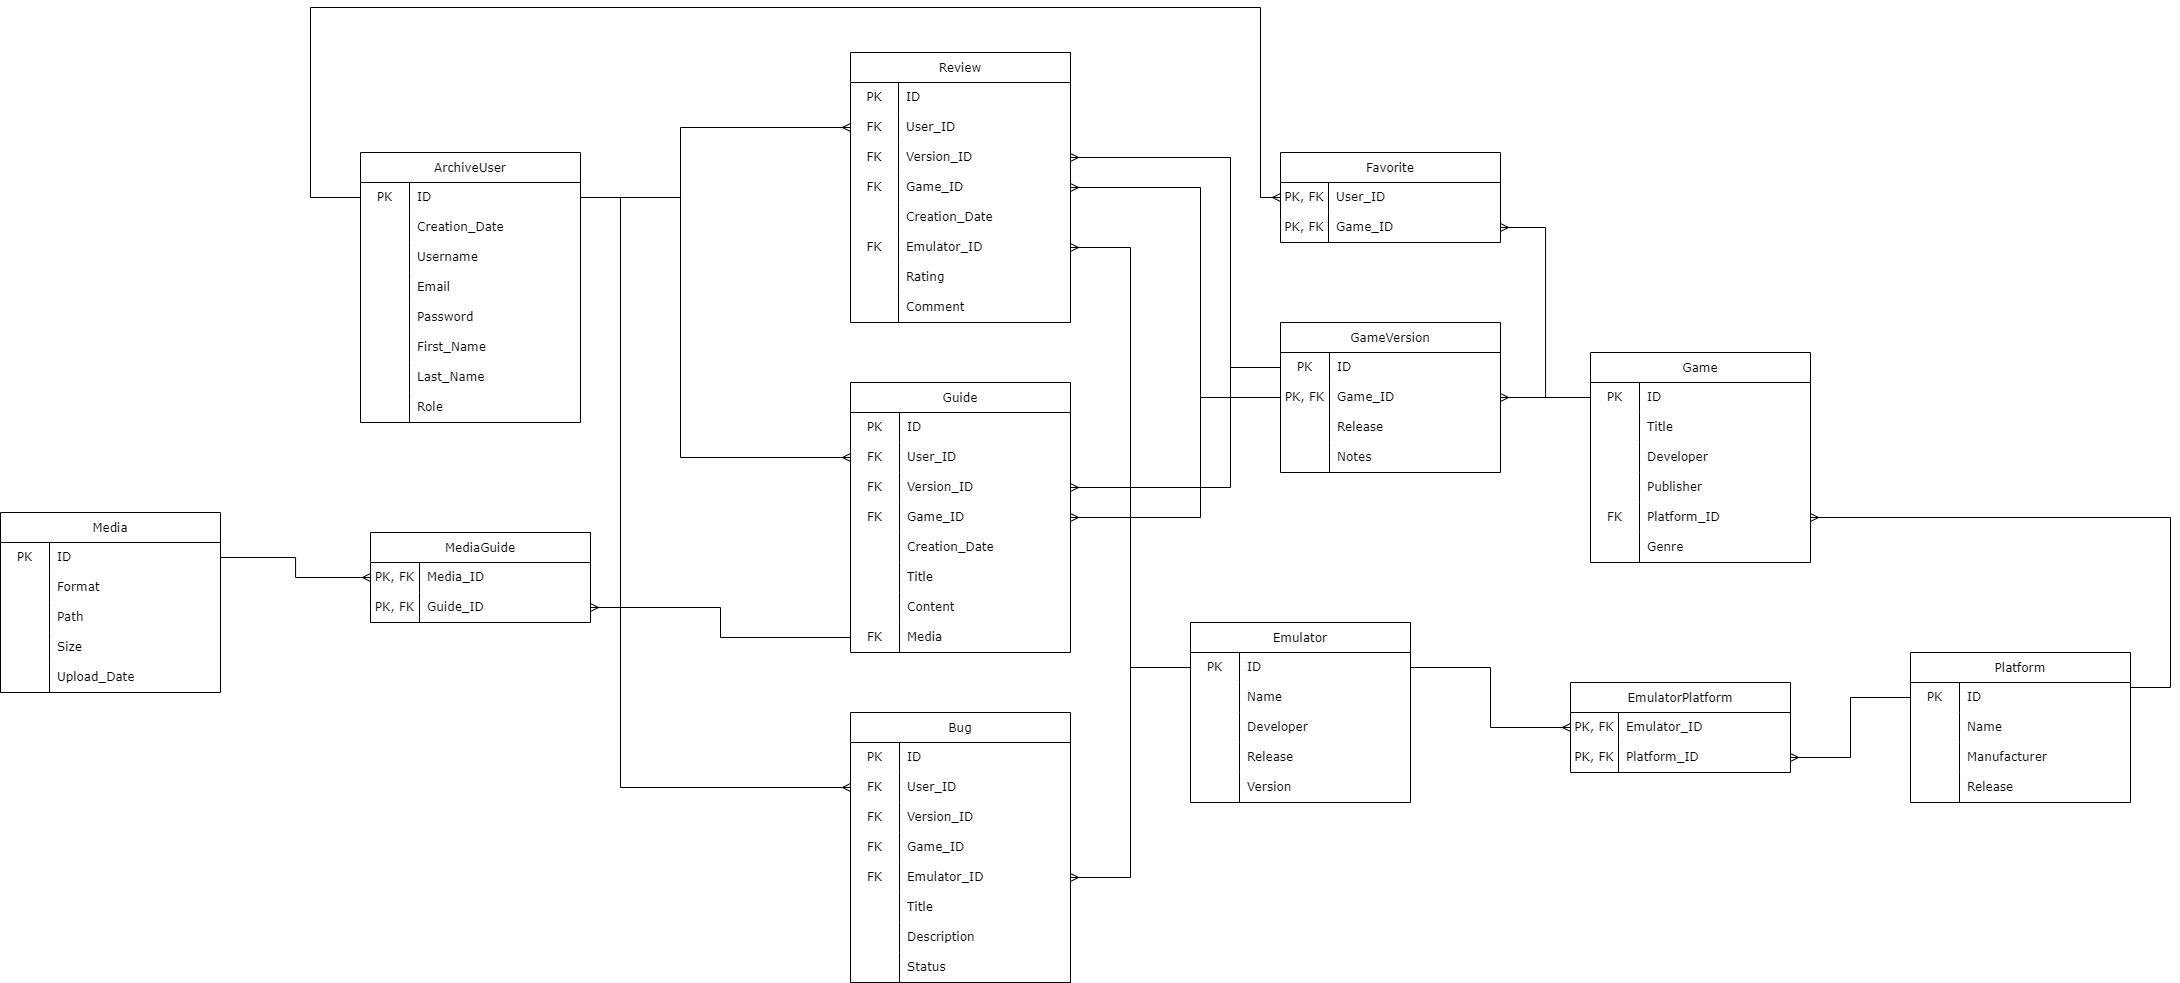 Review
PK ID
FK User_ID
FK Version_ID
FK Game_ID
Creation_Date
FK Emulator_ID
Rating
Comment
ArchiveUser
PK ID
Creation_Date
Username
Email
Password
First_Name
Last_Name
Role
Favorite
PK, FK User_ID
PK, FK Game_ID
GameVersion
PK ID
PK, FK Game_ID
Release
Notes
Game
PK ID
Title
Developer
Publisher
FK Platform_ID
Genre
Guide
PK ID
FK User_ID
FK Version_ID
FK Game_ID
Creation_Date
Title
Content
FK Media
Media
PK ID
Format
Path
Size
Upload_Date
MediaGuide
PK, FK Media_ID
PK, FK Guide_ID
Emulator
PK ID
Name
Developer
Release
Version
EmulatorPlatform
PK, FK Emulator_ID
PK, FK Platform_ID
Platform
PK ID
Name
Manufacturer
Release
Bug
PK ID
FK User_ID
FK Version_ID
FK Game_ID
FK Emulator_ID
Title
Description
Status